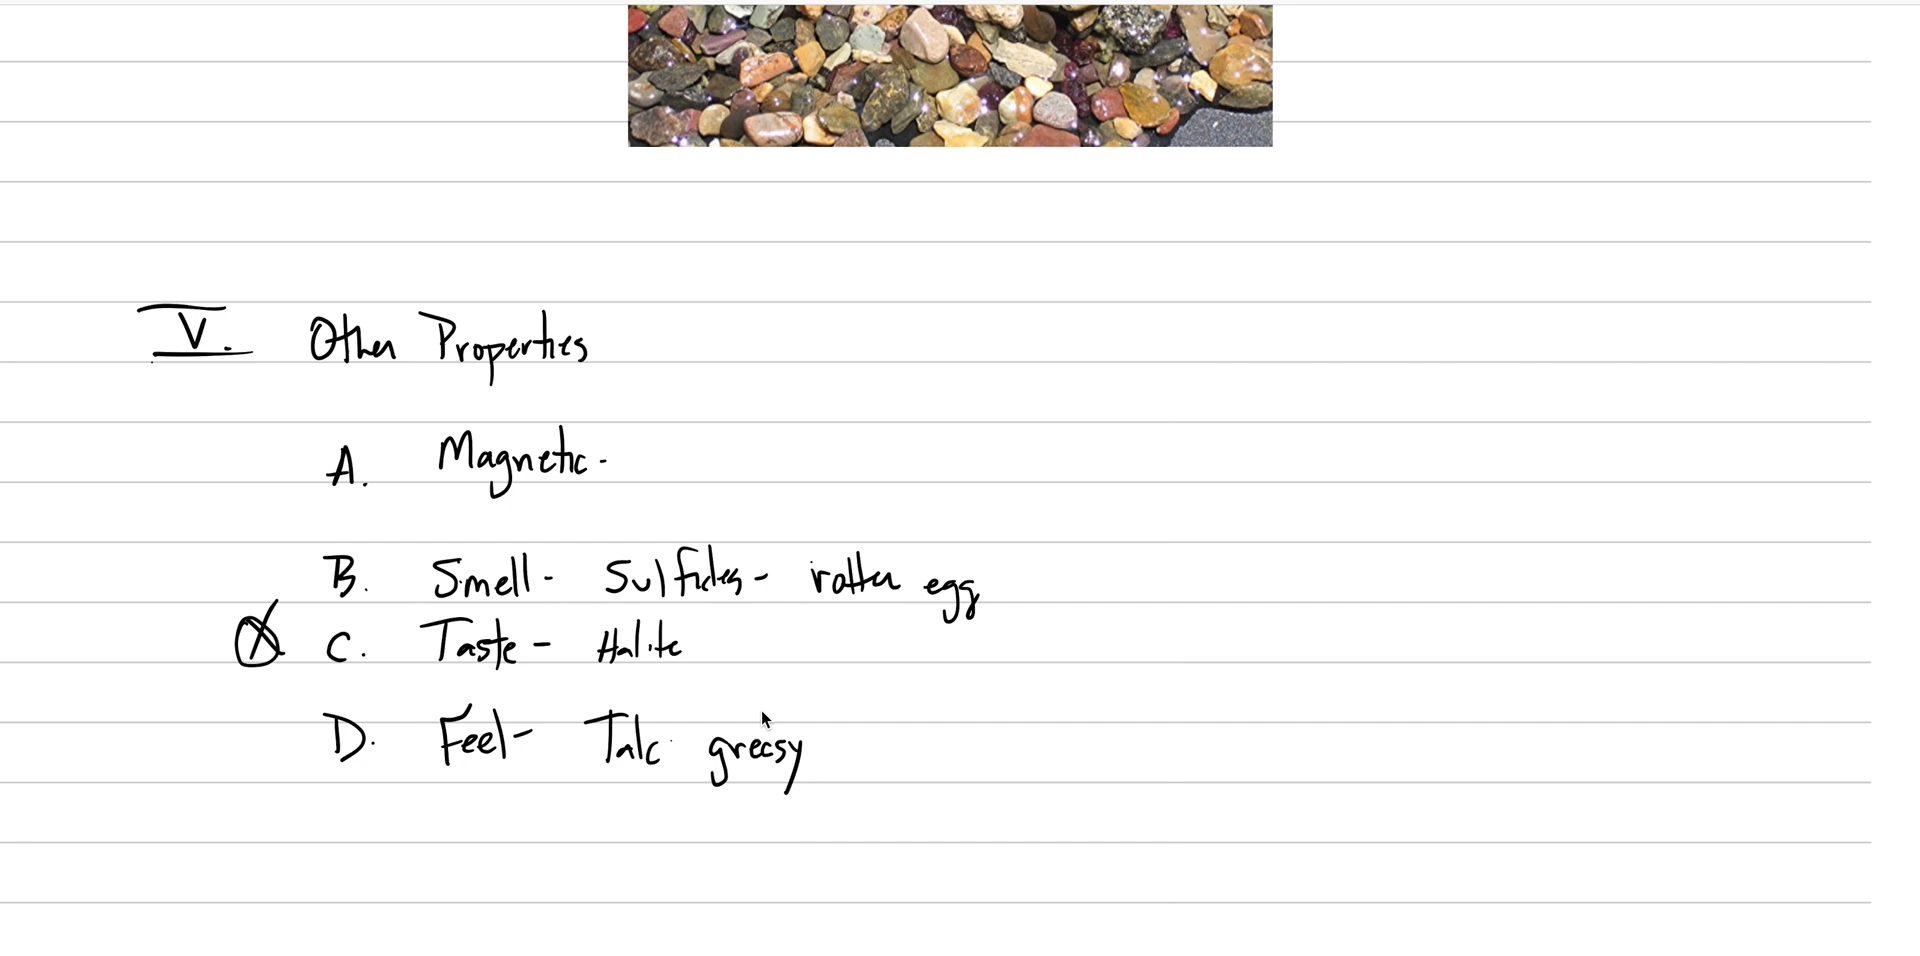 V. Other Properties
A. Magnetic -
B. Smell - Sulfides - rotten egg
C. Taste - Halite
D. Feel - Talc greasy